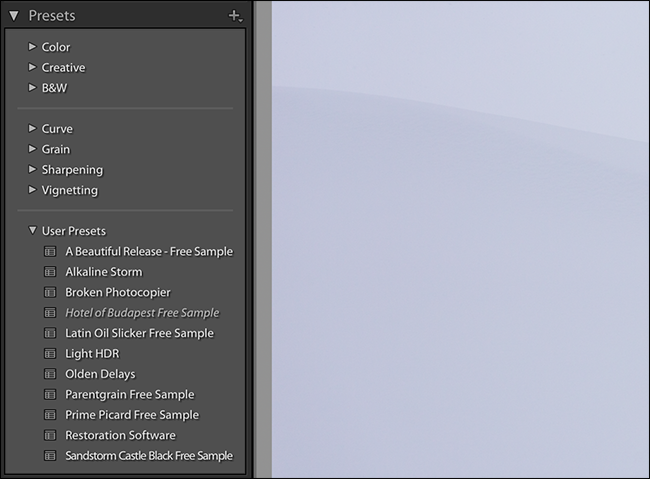 Presets
Color
Creative
B&W
Curve
Grain
Sharpening
Vignetting
User Presets
A Beautiful Release - Free Sample
Alkaline Storm
Broken Photocopier
Hotel of Budapest Free Sample
Latin Oil Slicker Free Sample
Light HDR
Olden Delays
Parentgrain Free Sample
Prime Picard Free Sample
Restoration Software
Sandstorm Castle Black Free Sample